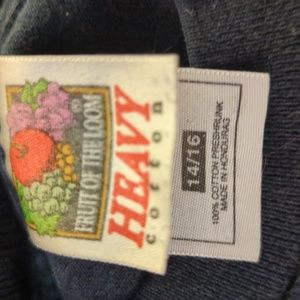 FRUIT OF THE LOOM
®
HEAVY
cotton
14/16
100% COTTON PRESHRUNK
MADE IN HONDURAS